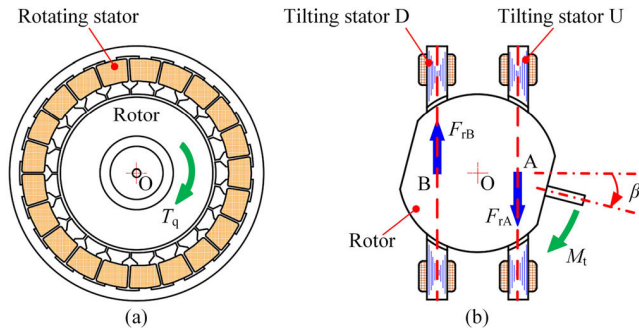 Rotating stator
Rotor
O
Tq
(a)
Tilting stator D
Tilting stator U
FrB
A
B
O
FrA
β
Rotor
Mt
(b)